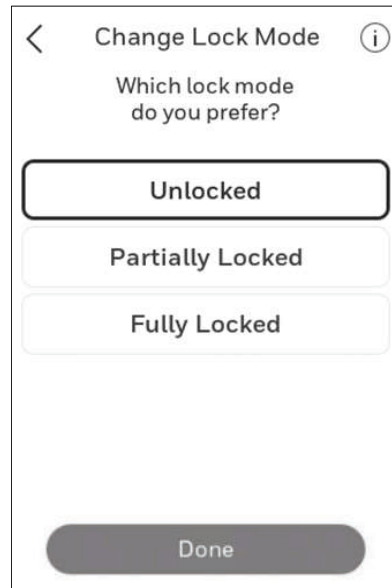 Change Lock Mode
Which lock mode
do you prefer?
Unlocked
Partially Locked
Fully Locked
Done